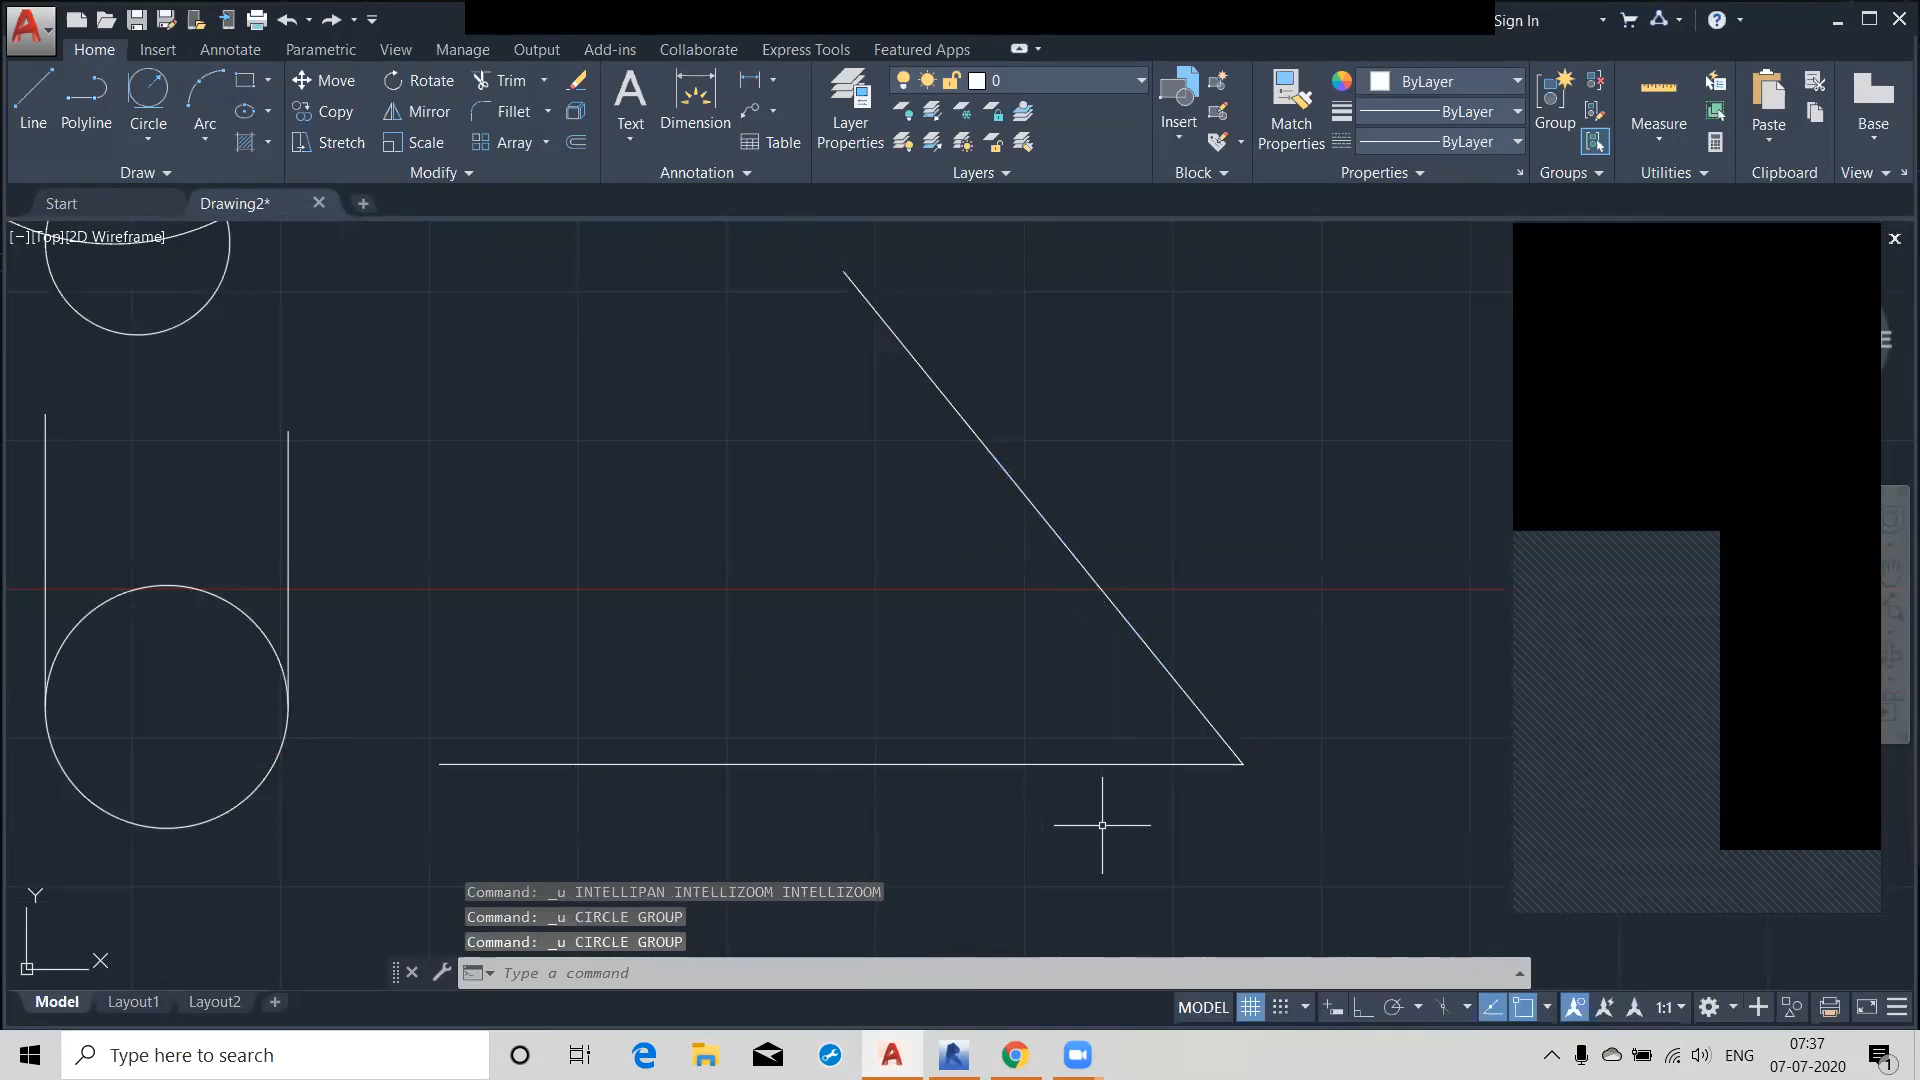 Sign In
Home Insert Annotate Parametric View Manage Output Add-ins Collaborate Express Tools Featured Apps
Line Polyline Circle Arc
Move Rotate Trim
Copy Mirror Fillet
Stretch Scale Array
Text Dimension Table
Layer Properties
0
Insert
Match Properties
ByLayer
ByLayer
ByLayer
Group Measure Paste Base
Draw Modify Annotation Layers Block Properties Groups Utilities Clipboard View
Start Drawing2*
[−][Top][2D Wireframe]
Y
X
Command: _u INTELLIPAN INTELLIZOOM INTELLIZOOM
Command: _u CIRCLE GROUP
Command: _u CIRCLE GROUP
Type a command
Model Layout1 Layout2
MODEL 1:1
Type here to search
ENG
07:37
07-07-2020
1